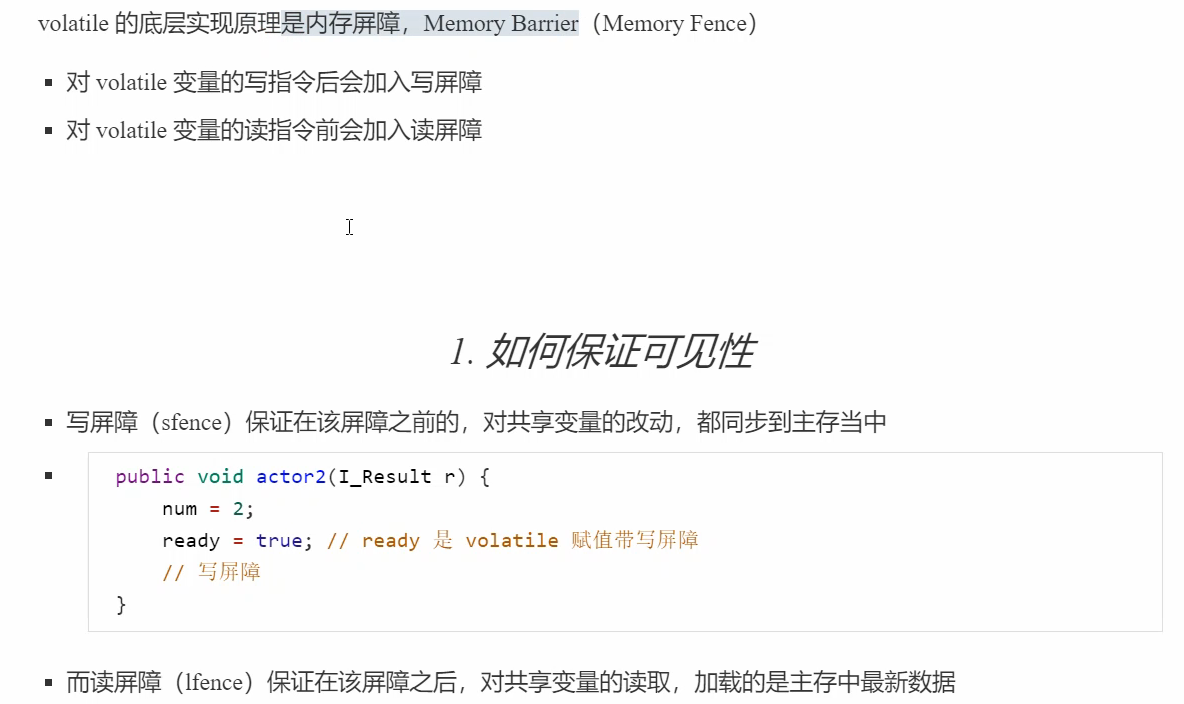 volatile 的底层实现原理是内存屏障，Memory Barrier（Memory Fence）
对 volatile 变量的写指令后会加入写屏障
对 volatile 变量的读指令前会加入读屏障
1. 如何保证可见性
写屏障（sfence）保证在该屏障之前的，对共享变量的改动，都同步到主存当中
public void actor2(I_Result r) {
    num = 2;
    ready = true; // ready 是 volatile 赋值带写屏障
    // 写屏障
}
而读屏障（lfence）保证在该屏障之后，对共享变量的读取，加载的是主存中最新数据